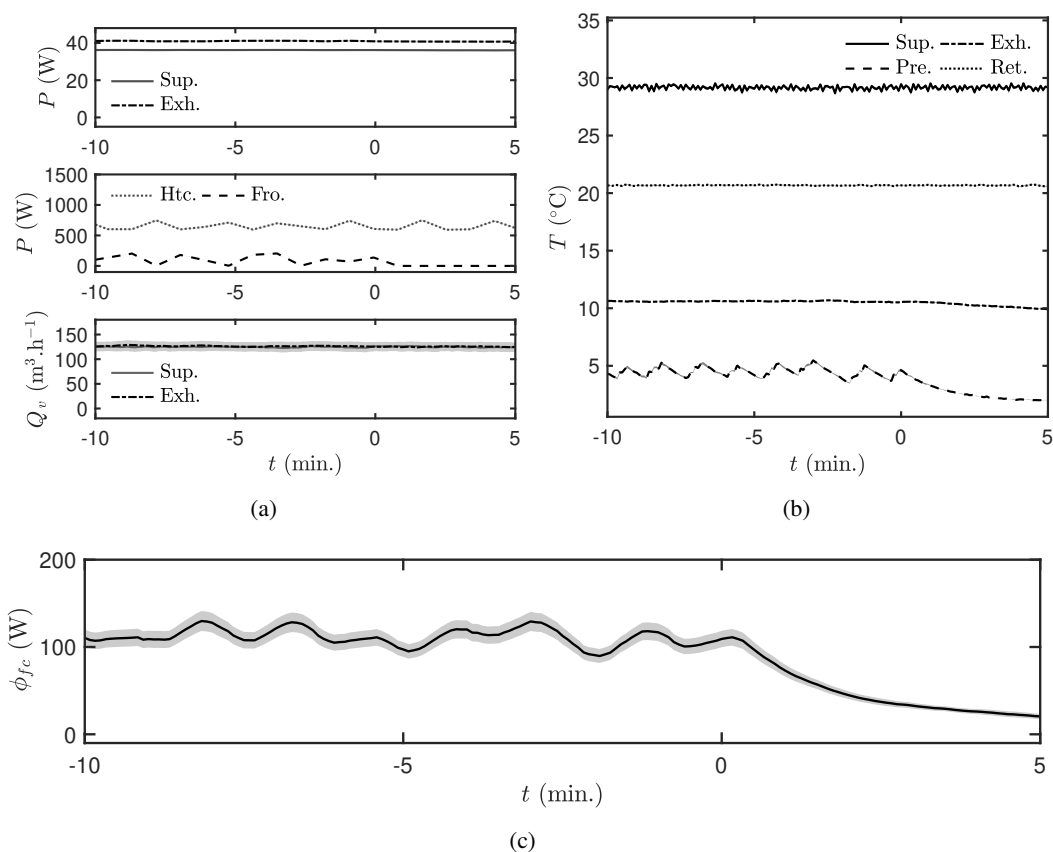 P (W)
40
20
0
Sup.
Exh.
-10 -5 0 5
P (W)
1500
1000
500
0
Htc. Fro.
-10 -5 0 5
Q_v (m³.h⁻¹)
150
100
50
0
Sup.
Exh.
-10 -5 0 5
t (min.)
(a)
T (°C)
35
30
25
20
15
10
5
Sup. Exh.
Pre. Ret.
-10 -5 0 5
t (min.)
(b)
ϕ_fc (W)
200
100
0
-10 -5 0 5
t (min.)
(c)